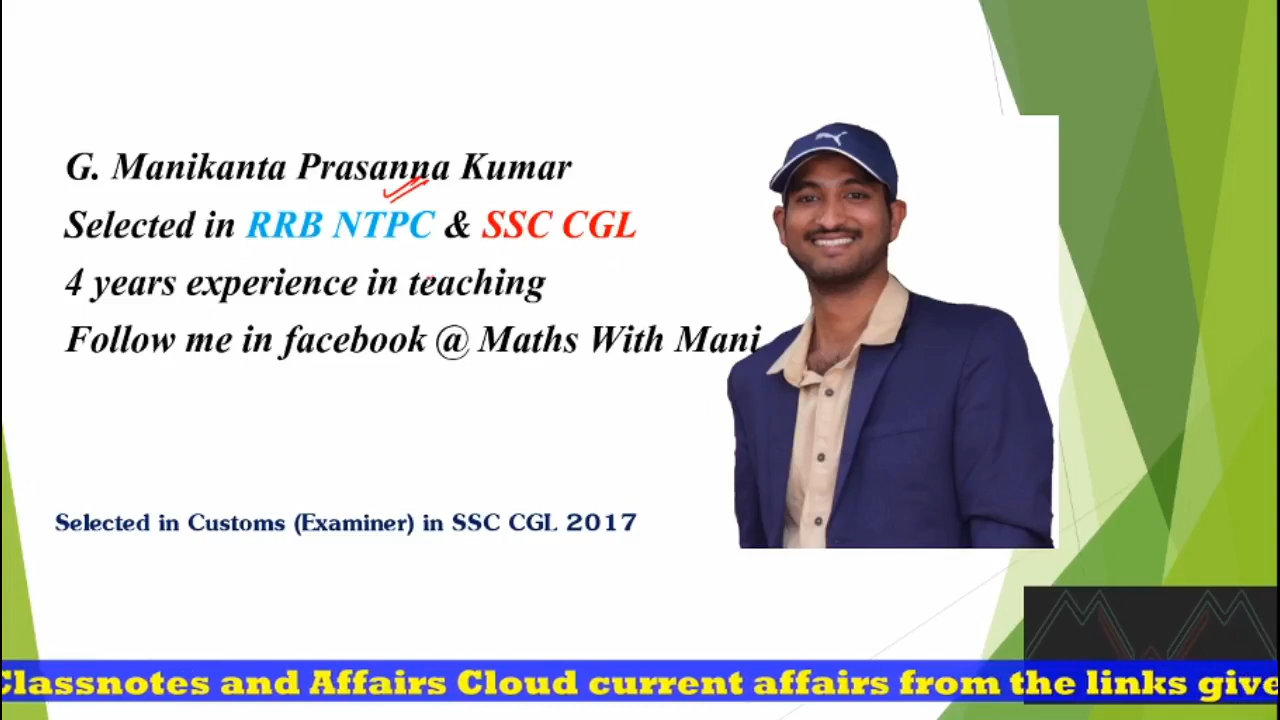 G. Manikanta Prasanna Kumar
Selected in RRB NTPC & SSC CGL
4 years experience in teaching
Follow me in facebook @ Maths With Mani
Selected in Customs (Examiner) in SSC CGL 2017
Classnotes and Affairs Cloud current affairs from the links give